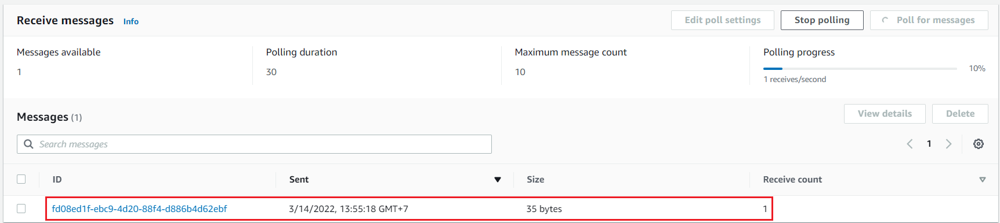 Receive messages Info Edit poll settings Stop polling Poll for messages
Messages available Polling duration Maximum message count Polling progress
1 30 10 10%
1 receives/second
Messages (1) View details Delete
Search messages 1
ID Sent Size Receive count
fd08ed1f-ebc9-4d20-88f4-d886b4d62ebf 3/14/2022, 13:55:18 GMT+7 35 bytes 1